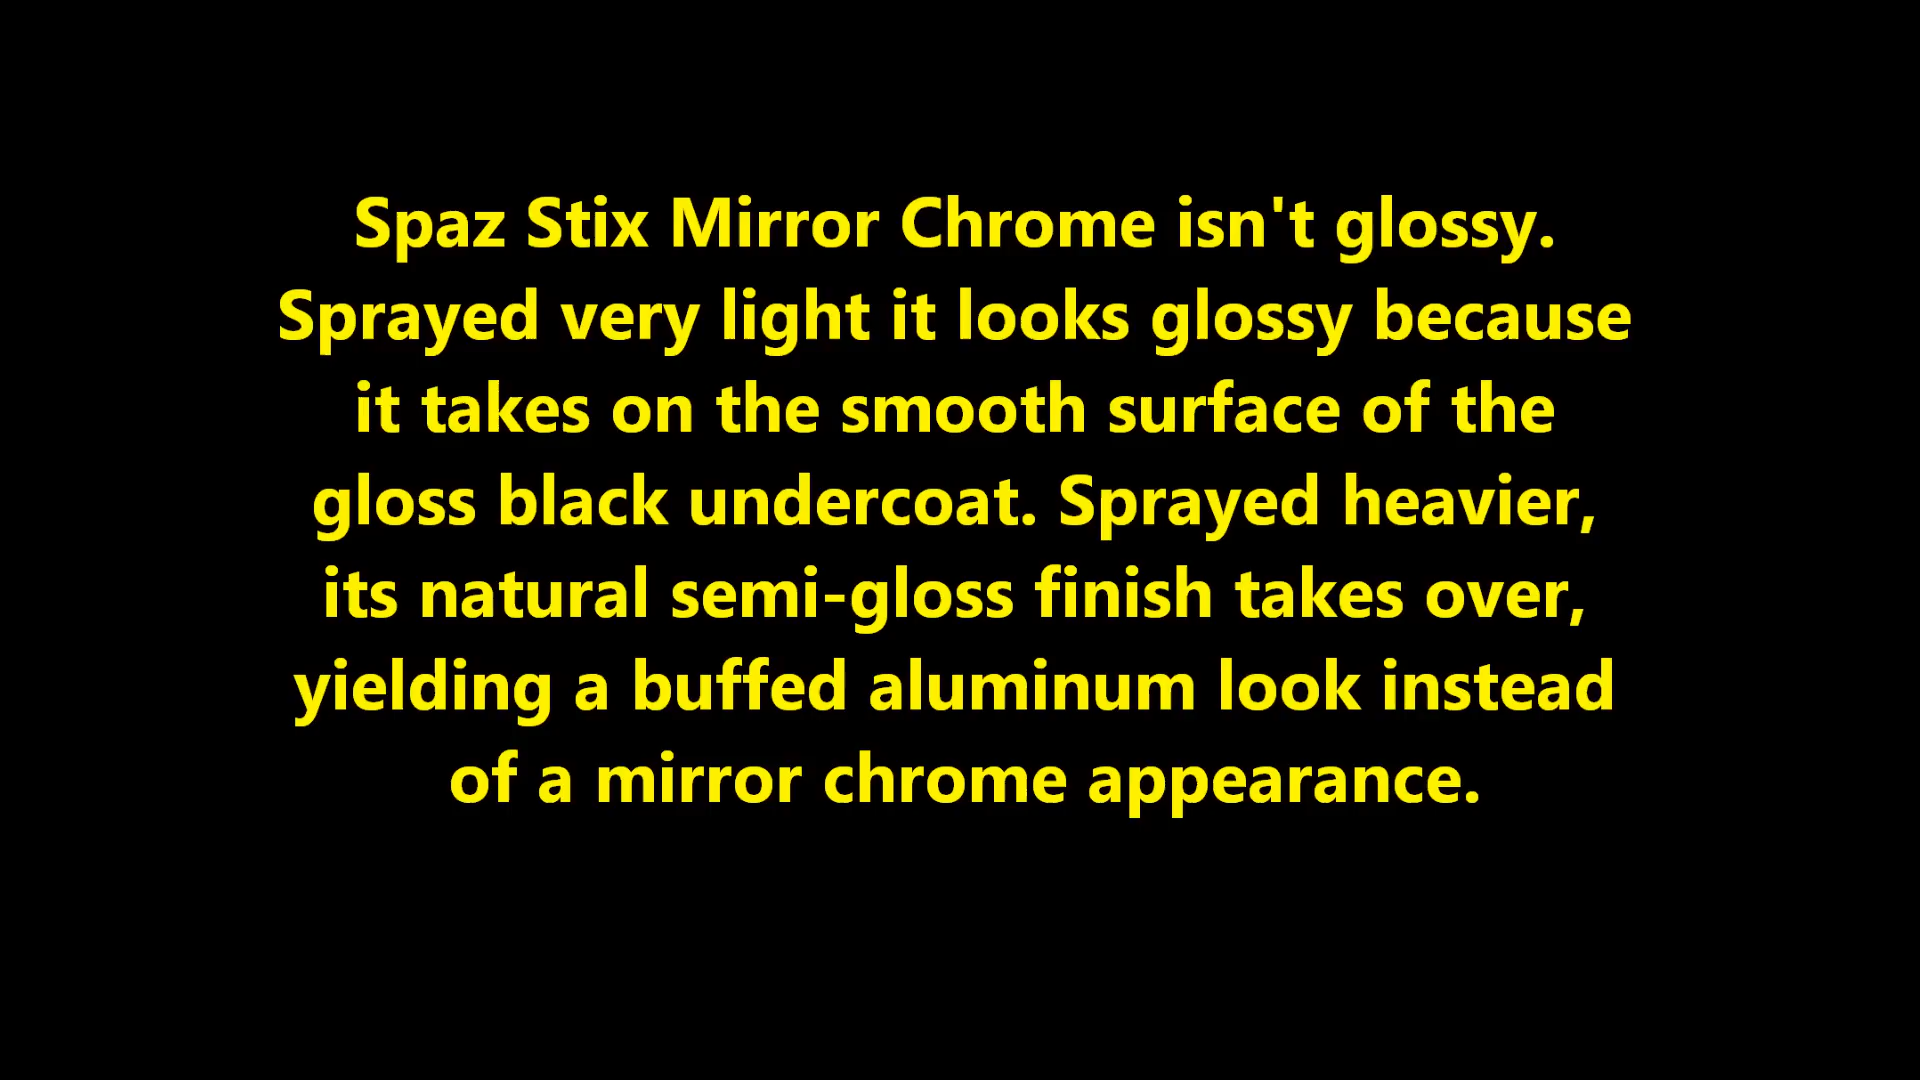 Spaz Stix Mirror Chrome isn't glossy.
Sprayed very light it looks glossy because
it takes on the smooth surface of the
gloss black undercoat. Sprayed heavier,
its natural semi-gloss finish takes over,
yielding a buffed aluminum look instead
of a mirror chrome appearance.